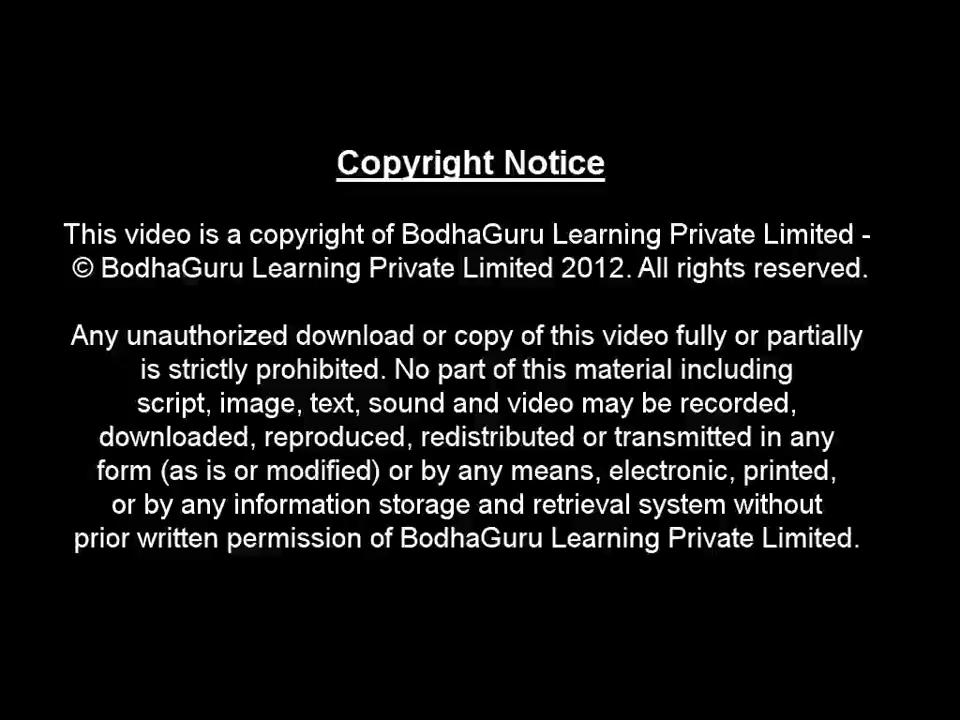 Copyright Notice
This video is a copyright of BodhaGuru Learning Private Limited -
© BodhaGuru Learning Private Limited 2012. All rights reserved.
Any unauthorized download or copy of this video fully or partially
is strictly prohibited. No part of this material including
script, image, text, sound and video may be recorded,
downloaded, reproduced, redistributed or transmitted in any
form (as is or modified) or by any means, electronic, printed,
or by any information storage and retrieval system without
prior written permission of BodhaGuru Learning Private Limited.